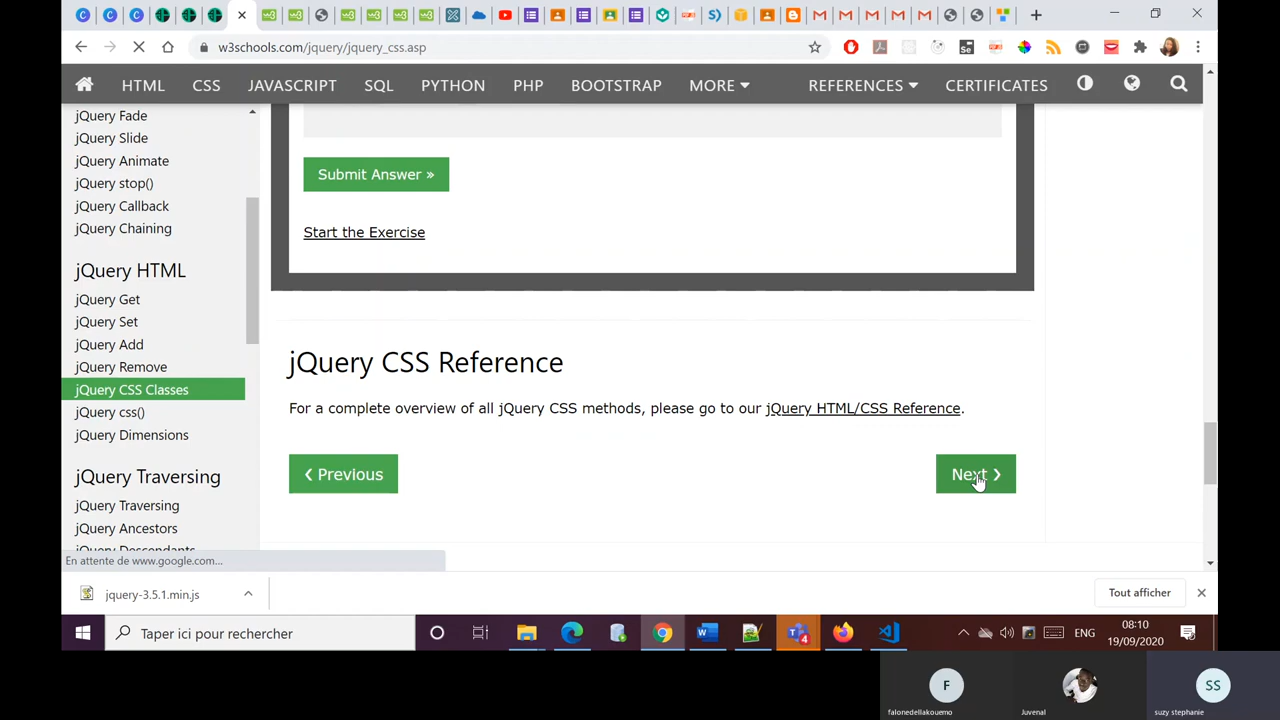 w3schools.com/jquery/jquery_css.asp
HTML CSS JAVASCRIPT SQL PYTHON PHP BOOTSTRAP MORE REFERENCES CERTIFICATES
jQuery Fade
jQuery Slide
jQuery Animate
jQuery stop()
jQuery Callback
jQuery Chaining
jQuery HTML
jQuery Get
jQuery Set
jQuery Add
jQuery Remove
jQuery CSS Classes
jQuery css()
jQuery Dimensions
jQuery Traversing
jQuery Traversing
jQuery Ancestors
jQuery Descendants
Submit Answer »
Start the Exercise
jQuery CSS Reference
For a complete overview of all jQuery CSS methods, please go to our jQuery HTML/CSS Reference.
❮ Previous
Next ❯
En attente de www.google.com...
jquery-3.5.1.min.js
Tout afficher
Taper ici pour rechercher
4
ENG
08:10
19/09/2020
F
SS
falonedellakouemo
Juvenal
suzy stephanie